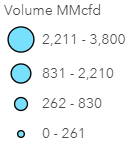 Volume MMcfd
2,211 - 3,800
831 - 2,210
262 - 830
0 - 261